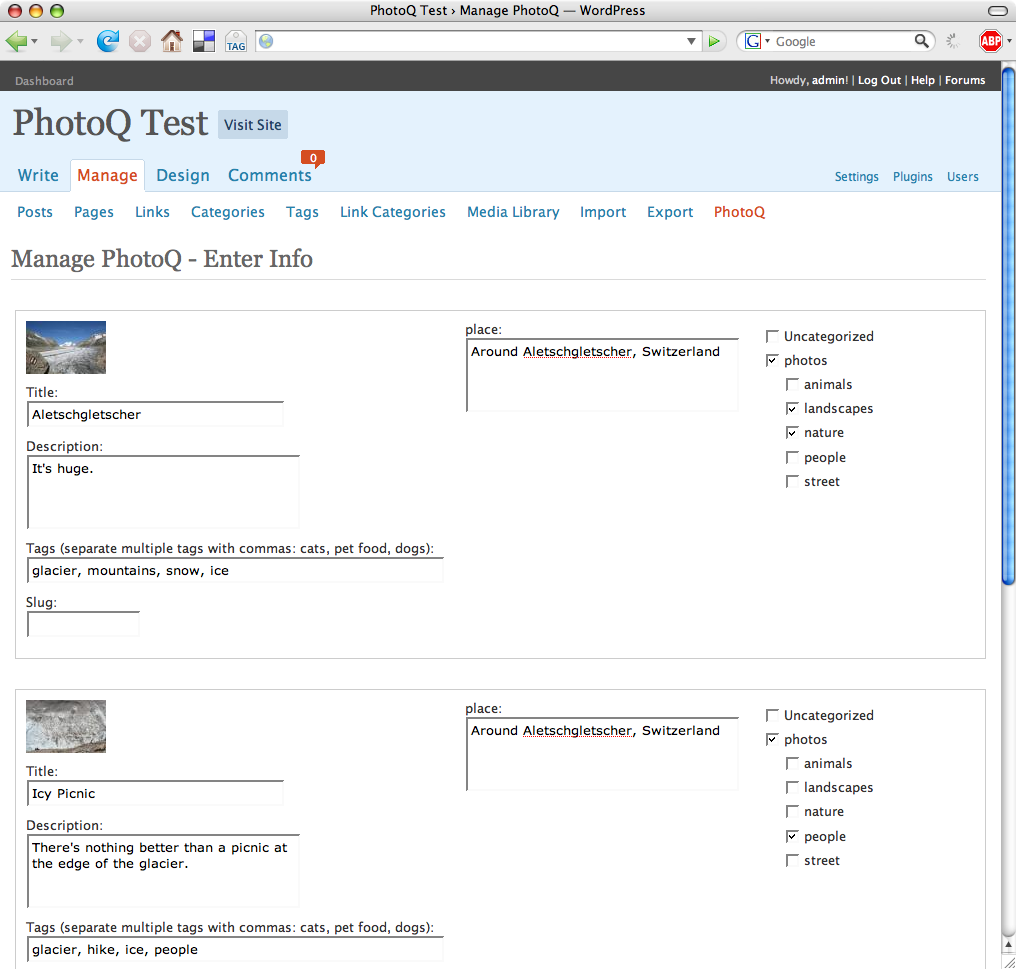 PhotoQ Test › Manage PhotoQ — WordPress
TAG
G Google
ABP
Dashboard
Howdy, admin! | Log Out | Help | Forums
PhotoQ Test Visit Site
0
Write Manage Design Comments
Settings Plugins Users
Posts Pages Links Categories Tags Link Categories Media Library Import Export PhotoQ
Manage PhotoQ - Enter Info
Title:
Aletschgletscher
Description:
It's huge.
Tags (separate multiple tags with commas: cats, pet food, dogs):
glacier, mountains, snow, ice
Slug:
place:
Around Aletschgletscher, Switzerland
Uncategorized
photos
animals
landscapes
nature
people
street
Title:
Icy Picnic
Description:
There's nothing better than a picnic at
the edge of the glacier.
Tags (separate multiple tags with commas: cats, pet food, dogs):
glacier, hike, ice, people
place:
Around Aletschgletscher, Switzerland
Uncategorized
photos
animals
landscapes
nature
people
street